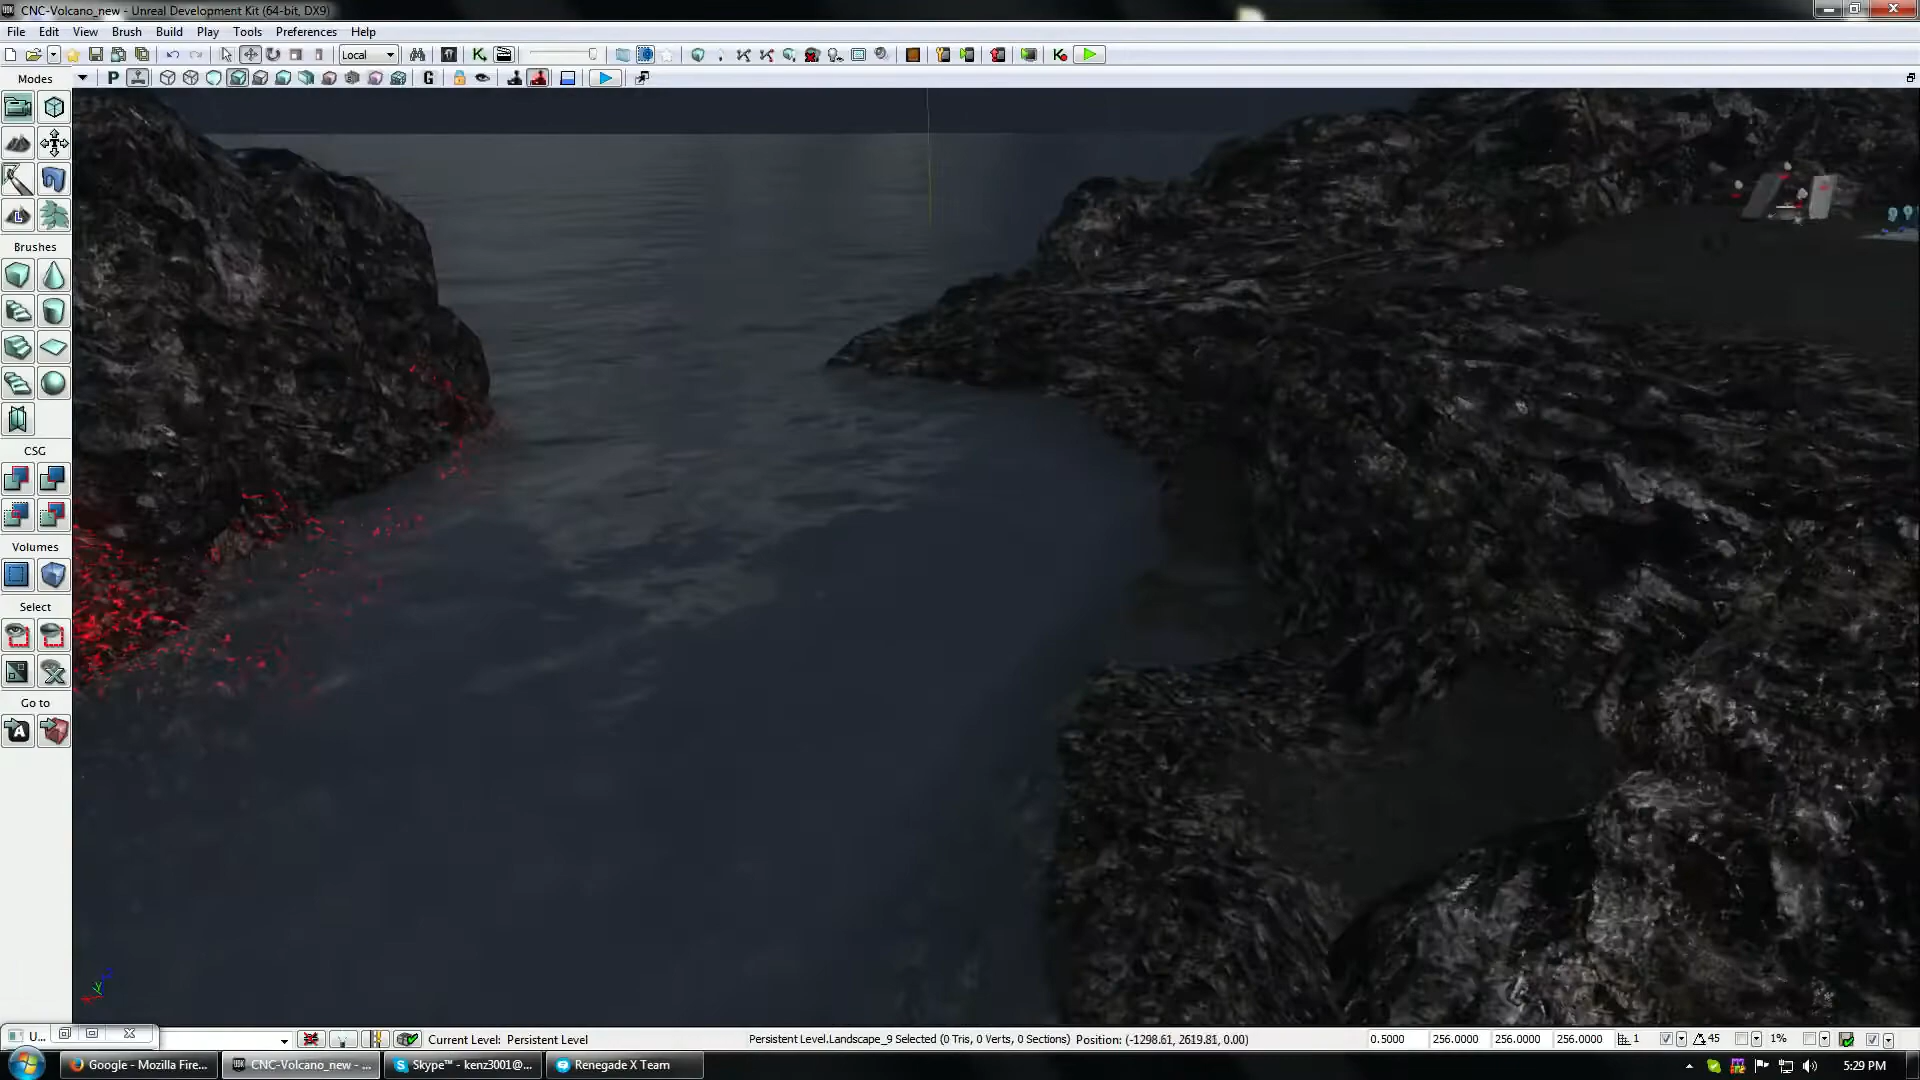 CNC-Volcano_new - Unreal Development Kit (64-bit, DX9)
File Edit View Brush Build Play Tools Preferences Help
Local
Modes
P
G
Brushes
CSG
Volumes
Select
Go to
U...
Current Level: Persistent Level
Persistent Level.Landscape_9 Selected (0 Tris, 0 Verts, 0 Sections) Position: (-1298.61, 2619.81, 0.00)
0.5000 256.0000 256.0000 256.0000 1 45 1%
Google - Mozilla Fire...
CNC-Volcano_new - ...
Skype™ - kenz3001@...
Renegade X Team
5:29 PM